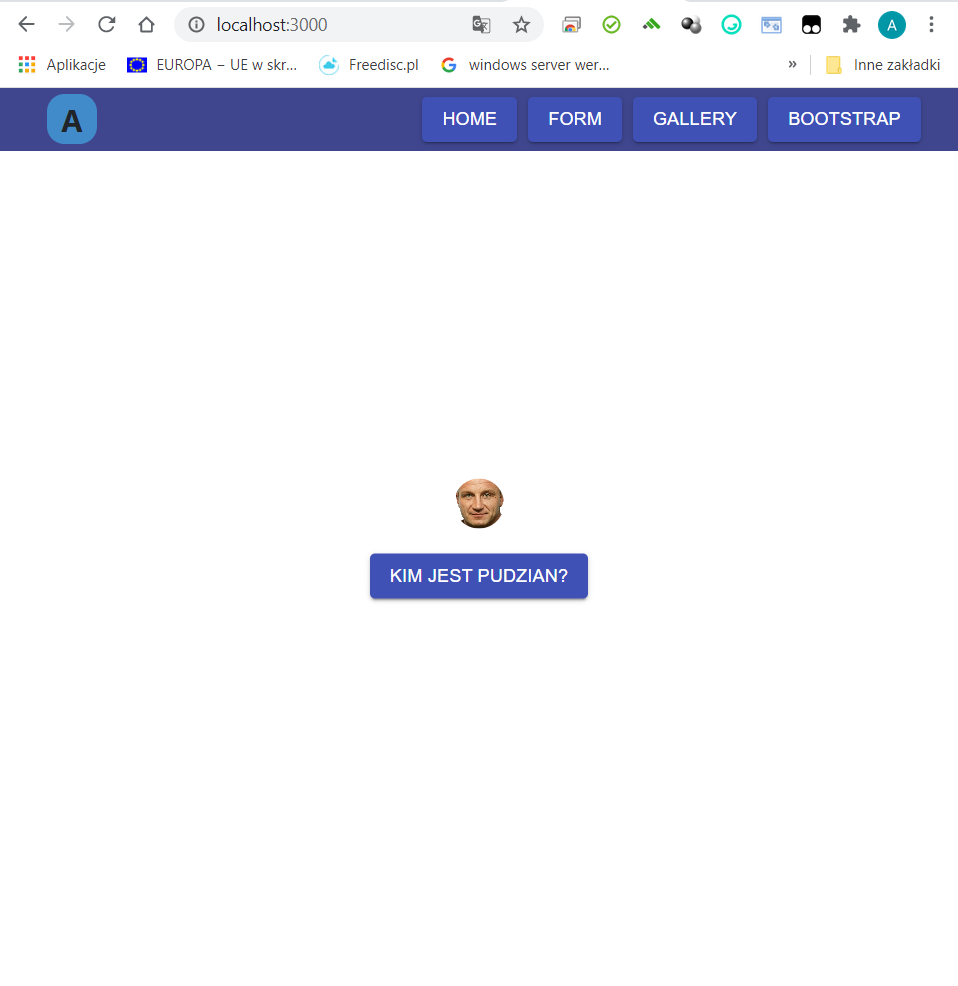 localhost:3000
A
Aplikacje EUROPA – UE w skr... Freedisc.pl windows server wer... » Inne zakładki
A HOME FORM GALLERY BOOTSTRAP
KIM JEST PUDZIAN?